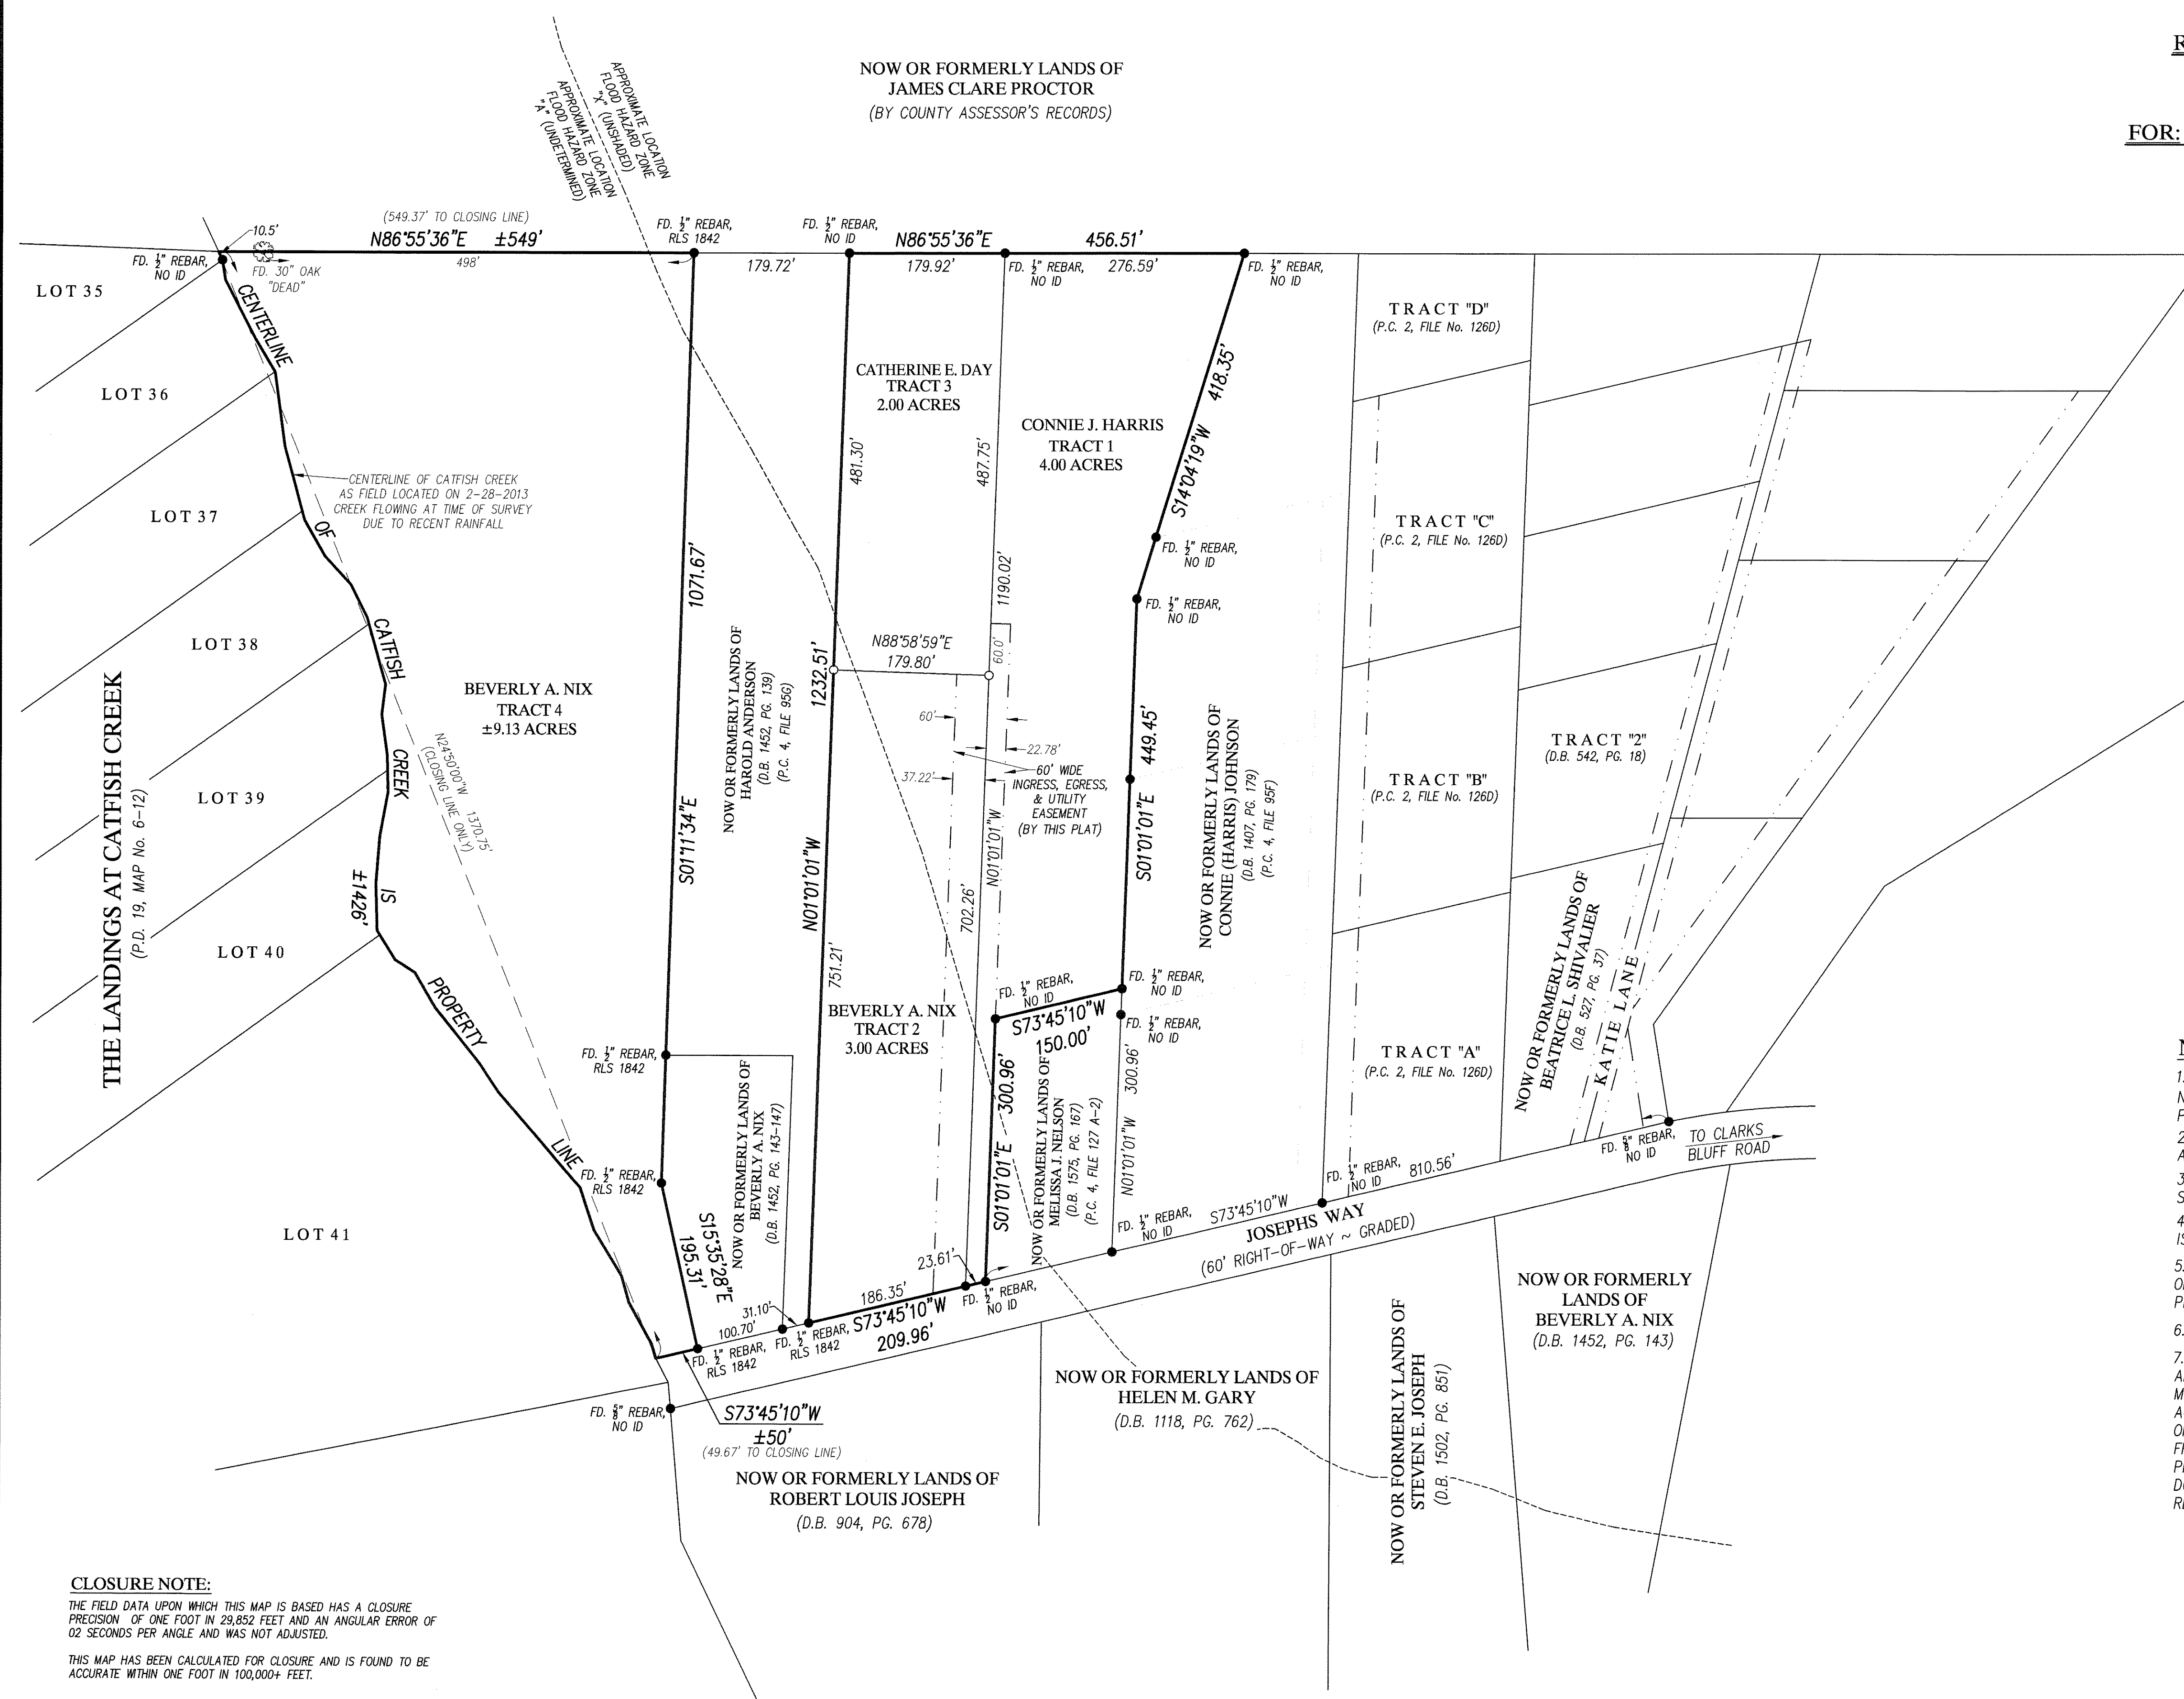 NOW OR FORMERLY LANDS OF
JAMES CLARE PROCTOR
(BY COUNTY ASSESSOR'S RECORDS)
R
FOR:
APPROXIMATE LOCATION
FLOOD HAZARD ZONE
"X" (UNSHADED)
APPROXIMATE LOCATION
FLOOD HAZARD ZONE
"A" (UNDETERMINED)
(549.37' TO CLOSING LINE)
N86°55'36"E ±549'
498'
10.5'
FD. 1/2" REBAR,
NO ID
FD. 30" OAK
"DEAD"
FD. 1/2" REBAR,
RLS 1842
179.72'
FD. 1/2" REBAR,
NO ID
N86°55'36"E 456.51'
179.92'
FD. 1/2" REBAR,
NO ID
276.59'
FD. 1/2" REBAR,
NO ID
LOT 35
LOT 36
LOT 37
LOT 38
LOT 39
LOT 40
LOT 41
THE LANDINGS AT CATFISH CREEK
(P.D. 19, MAP No. 6-12)
CENTERLINE
OF
CATFISH
CREEK
IS
PROPERTY
LINE
±1426'
CENTERLINE OF CATFISH CREEK
AS FIELD LOCATED ON 2-28-2013
CREEK FLOWING AT TIME OF SURVEY
DUE TO RECENT RAINFALL
N24°50'00"W 1370.75'
(CLOSING LINE ONLY)
BEVERLY A. NIX
TRACT 4
±9.13 ACRES
1071.67'
S01°11'34"E
NOW OR FORMERLY LANDS OF
HAROLD ANDERSON
(D.B. 1452, PG. 139)
(P.C. 4, FILE 95G)
1232.51'
N01°01'01"W
481.30'
751.21'
CATHERINE E. DAY
TRACT 3
2.00 ACRES
487.75'
1190.02'
CONNIE J. HARRIS
TRACT 1
4.00 ACRES
418.35'
S14°04'19"W
FD. 1/2" REBAR,
NO ID
FD. 1/2" REBAR,
NO ID
N88°58'59"E
179.80'
60.0'
60'
22.78'
37.22'
60' WIDE
INGRESS, EGRESS,
& UTILITY
EASEMENT
(BY THIS PLAT)
N01°01'01"W
702.26'
449.45'
S01°01'01"E
NOW OR FORMERLY LANDS OF
CONNIE (HARRIS) JOHNSON
(D.B. 1407, PG. 179)
(P.C. 4, FILE 95F)
TRACT "D"
(P.C. 2, FILE No. 126D)
TRACT "C"
(P.C. 2, FILE No. 126D)
TRACT "B"
(P.C. 2, FILE No. 126D)
TRACT "A"
(P.C. 2, FILE No. 126D)
TRACT "2"
(D.B. 542, PG. 18)
NOW OR FORMERLY LANDS OF
BEATRICE L. SHIVALIER
(D.B. 527, PG. 37)
KATIE LANE
FD. 1/2" REBAR,
NO ID
FD. 1/2" REBAR,
NO ID
S73°45'10"W
150.00'
FD. 1/2" REBAR,
NO ID
BEVERLY A. NIX
TRACT 2
3.00 ACRES
300.96'
S01°01'01"E
NOW OR FORMERLY LANDS OF
MELISSA J. NELSON
(D.B. 1575, PG. 167)
(P.C. 4, FILE 127 A-2)
300.96'
N01°01'01"W
FD. 1/2" REBAR,
RLS 1842
FD. 1/2" REBAR,
RLS 1842
NOW OR FORMERLY LANDS OF
BEVERLY A. NIX
(D.B. 1452, PG. 143-147)
S15°35'28"E
195.31'
23.61'
186.35'
31.10'
100.70'
S73°45'10"W
209.96'
FD. 1/2" REBAR,
RLS 1842
FD. 1/2" REBAR,
RLS 1842
FD. 1/2" REBAR,
NO ID
FD. 1/2" REBAR,
NO ID
S73°45'10"W
FD. 1/2" REBAR,
NO ID
810.56'
FD. 5/8" REBAR,
NO ID
TO CLARKS
BLUFF ROAD
JOSEPHS WAY
(60' RIGHT-OF-WAY ~ GRADED)
FD. 5/8" REBAR,
NO ID
S73°45'10"W
±50'
(49.67' TO CLOSING LINE)
NOW OR FORMERLY LANDS OF
ROBERT LOUIS JOSEPH
(D.B. 904, PG. 678)
NOW OR FORMERLY LANDS OF
HELEN M. GARY
(D.B. 1118, PG. 762)
NOW OR FORMERLY LANDS OF
STEVEN E. JOSEPH
(D.B. 1502, PG. 851)
NOW OR FORMERLY
LANDS OF
BEVERLY A. NIX
(D.B. 1452, PG. 143)
CLOSURE NOTE:
THE FIELD DATA UPON WHICH THIS MAP IS BASED HAS A CLOSURE
PRECISION OF ONE FOOT IN 29,852 FEET AND AN ANGULAR ERROR OF
02 SECONDS PER ANGLE AND WAS NOT ADJUSTED.
THIS MAP HAS BEEN CALCULATED FOR CLOSURE AND IS FOUND TO BE
ACCURATE WITHIN ONE FOOT IN 100,000+ FEET.